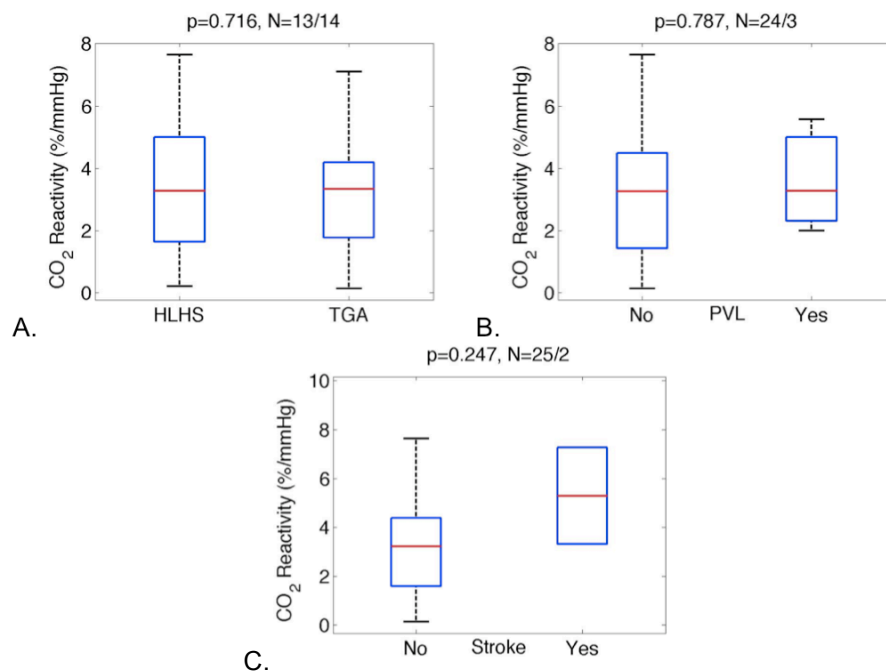 p=0.716, N=13/14
CO2 Reactivity (%/mmHg)
8
6
4
2
0
HLHS TGA
A.
p=0.787, N=24/3
CO2 Reactivity (%/mmHg)
8
6
4
2
0
No PVL Yes
B.
p=0.247, N=25/2
CO2 Reactivity (%/mmHg)
10
8
6
4
2
0
No Stroke Yes
C.